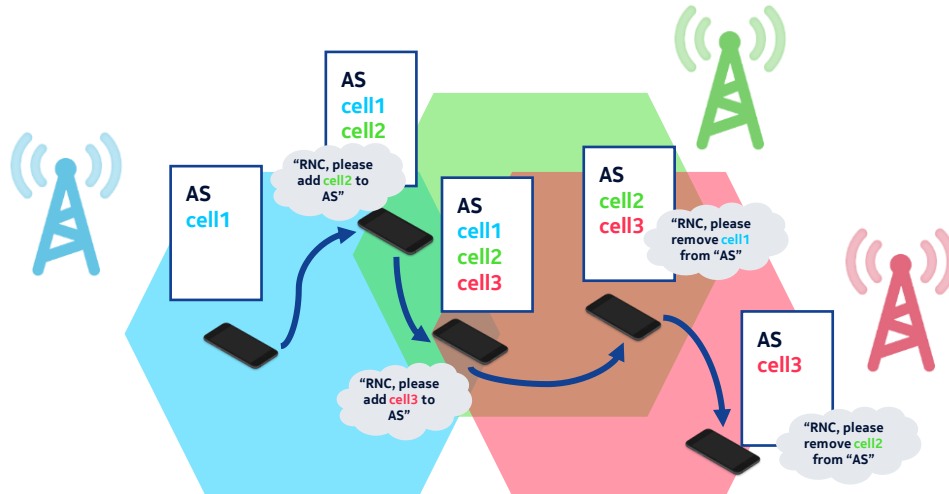 AS
cell1
AS
cell1
cell2
“RNC, please
add cell2 to
AS”
AS
cell1
cell2
cell3
“RNC, please
add cell3 to
AS”
AS
cell2
cell3
“RNC, please
remove cell1
from “AS”
AS
cell3
“RNC, please
remove cell2
from “AS”